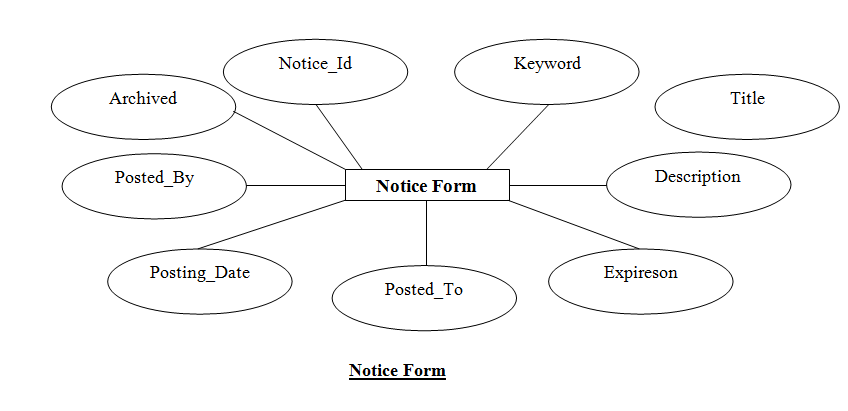 Notice_Id
Keyword
Archived
Title
Posted_By
Notice Form
Description
Posting_Date
Posted_To
Expireson
Notice Form